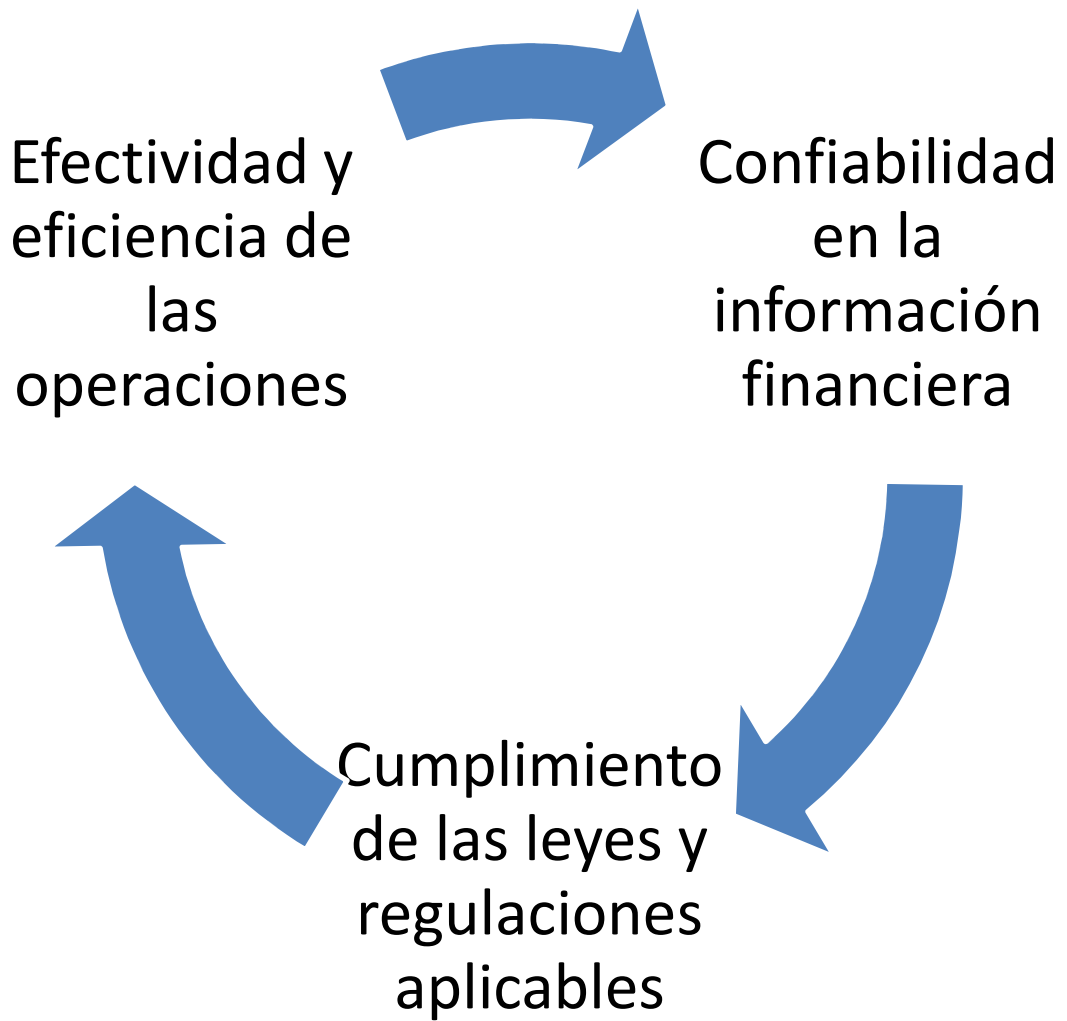 Efectividad y
eficiencia de
las
operaciones
Confiabilidad
en la
información
financiera
Cumplimiento
de las leyes y
regulaciones
aplicables